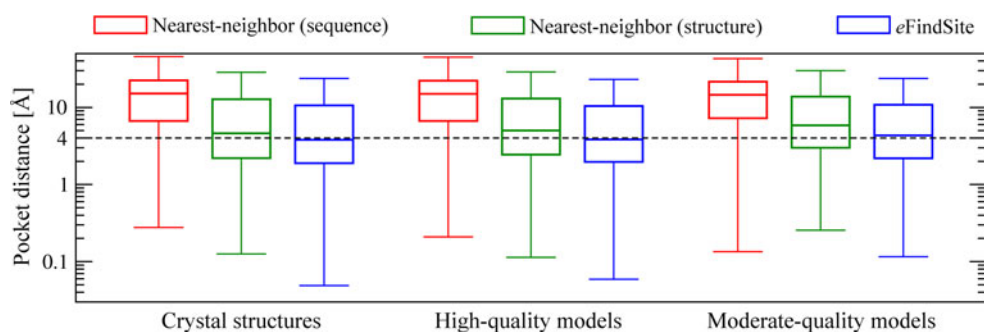 Nearest-neighbor (sequence) Nearest-neighbor (structure) eFindSite
Pocket distance [Å]
10
4
1
0.1
Crystal structures High-quality models Moderate-quality models